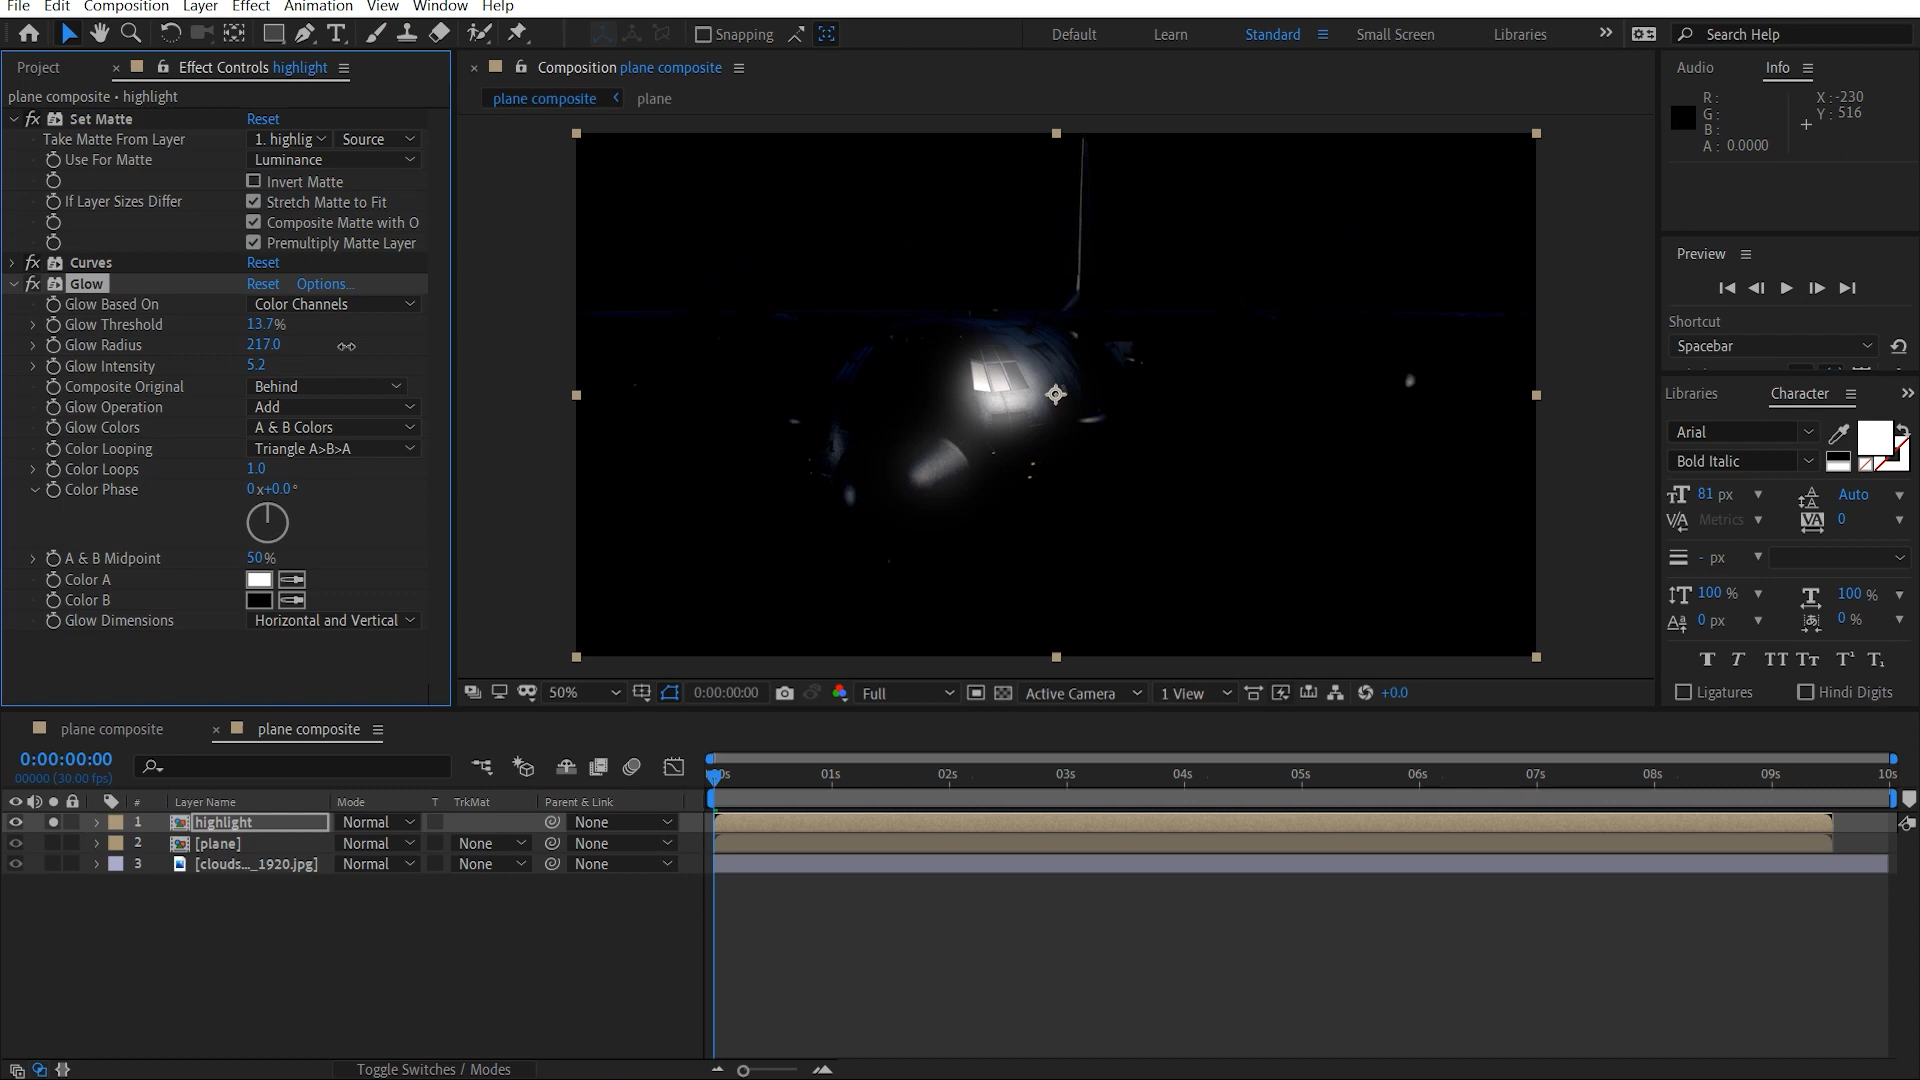 File Edit Composition Layer Effect Animation View Window Help
Snapping Default Learn Standard Small Screen Libraries Search Help
Project Effect Controls highlight
plane composite • highlight
fx Set Matte Reset
Take Matte From Layer 1. highlig Source
Use For Matte Luminance
Invert Matte
If Layer Sizes Differ Stretch Matte to Fit
Composite Matte with O
Premultiply Matte Layer
fx Curves Reset
fx Glow Reset Options...
Glow Based On Color Channels
Glow Threshold 13.7%
Glow Radius 217.0
Glow Intensity 5.2
Composite Original Behind
Glow Operation Add
Glow Colors A & B Colors
Color Looping Triangle A>B>A
Color Loops 1.0
Color Phase 0x+0.0°
A & B Midpoint 50%
Color A
Color B
Glow Dimensions Horizontal and Vertical
Composition plane composite
plane composite plane
50% 0:00:00:00 Full Active Camera 1 View +0.0
Audio Info
R: X: -230
G: Y: 516
B:
A: 0.0000
Preview
Shortcut
Spacebar
Libraries Character
Arial
Bold Italic
81 px Auto
Metrics 0
- px
100 % 100 %
0 px 0 %
T T TT Tт T¹ T₁
Ligatures Hindi Digits
plane composite plane composite
0:00:00:00
00000 (30.00 fps)
01s 02s 03s 04s 05s 06s 07s 08s 09s 10s
# Layer Name Mode T TrkMat Parent & Link
1 highlight Normal None
2 [plane] Normal None None
3 [clouds..._1920.jpg] Normal None None
Toggle Switches / Modes